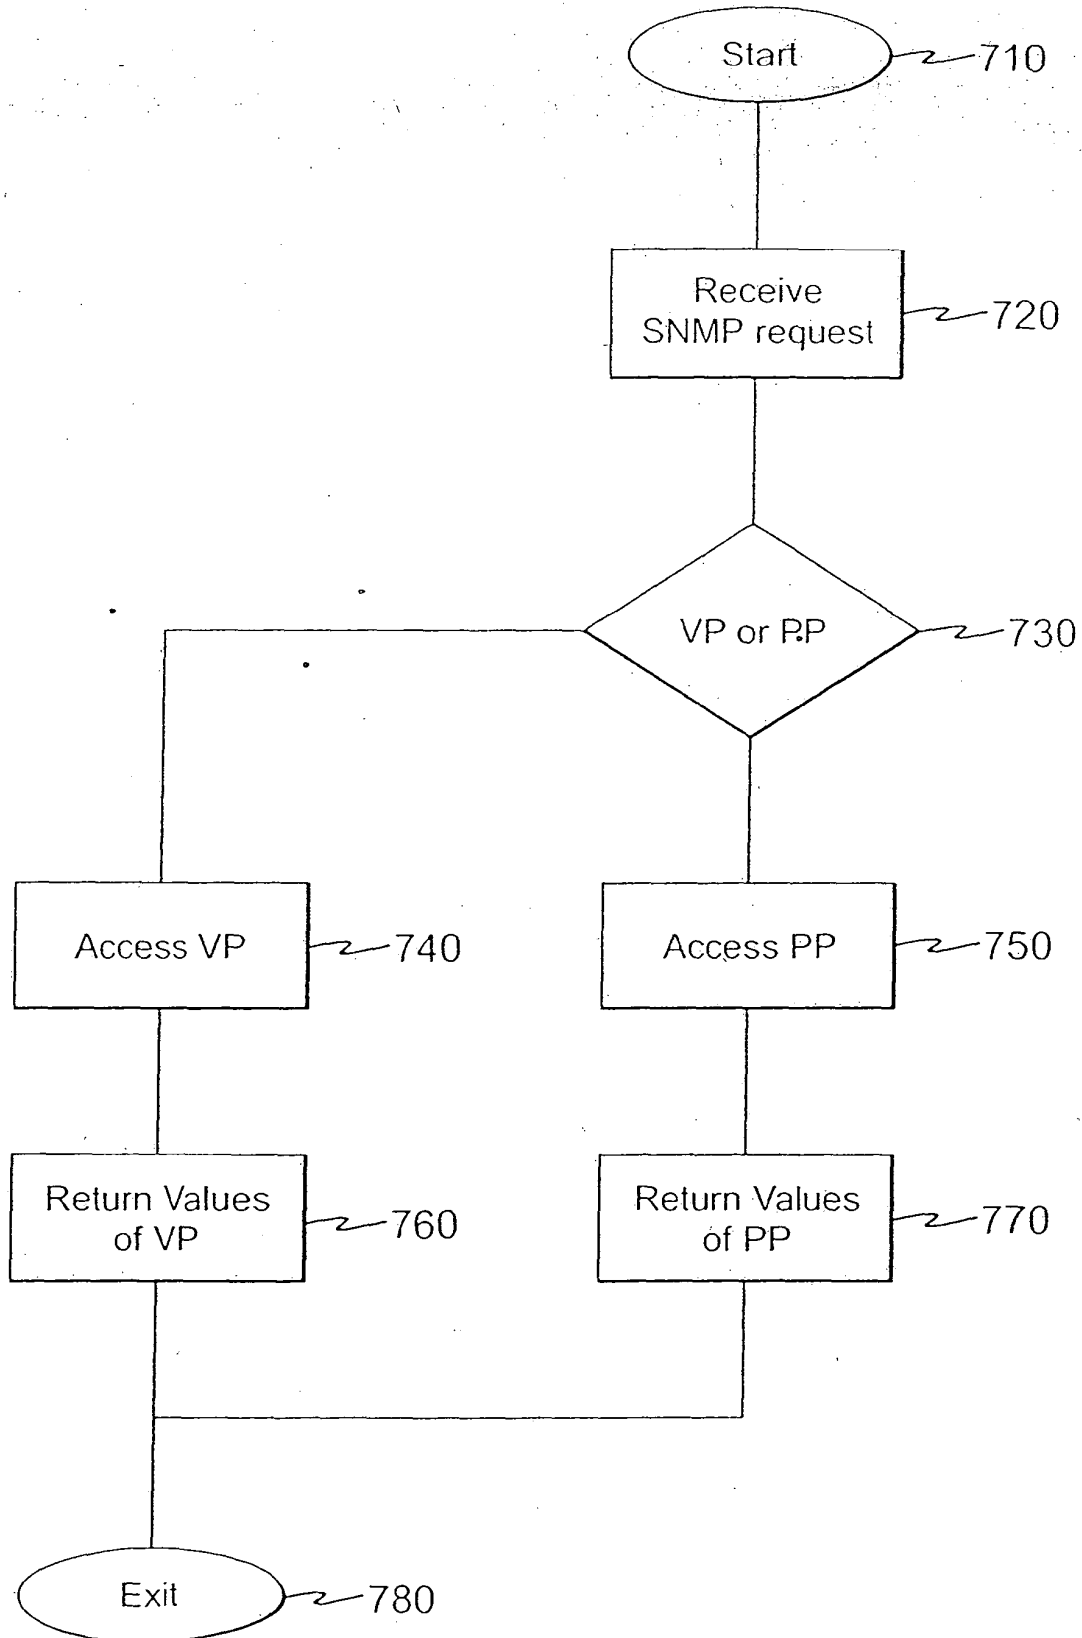 Start
710
Receive
SNMP request
720
VP or PP
730
Access VP
740
Access PP
750
Return Values
of VP
760
Return Values
of PP
770
Exit
780